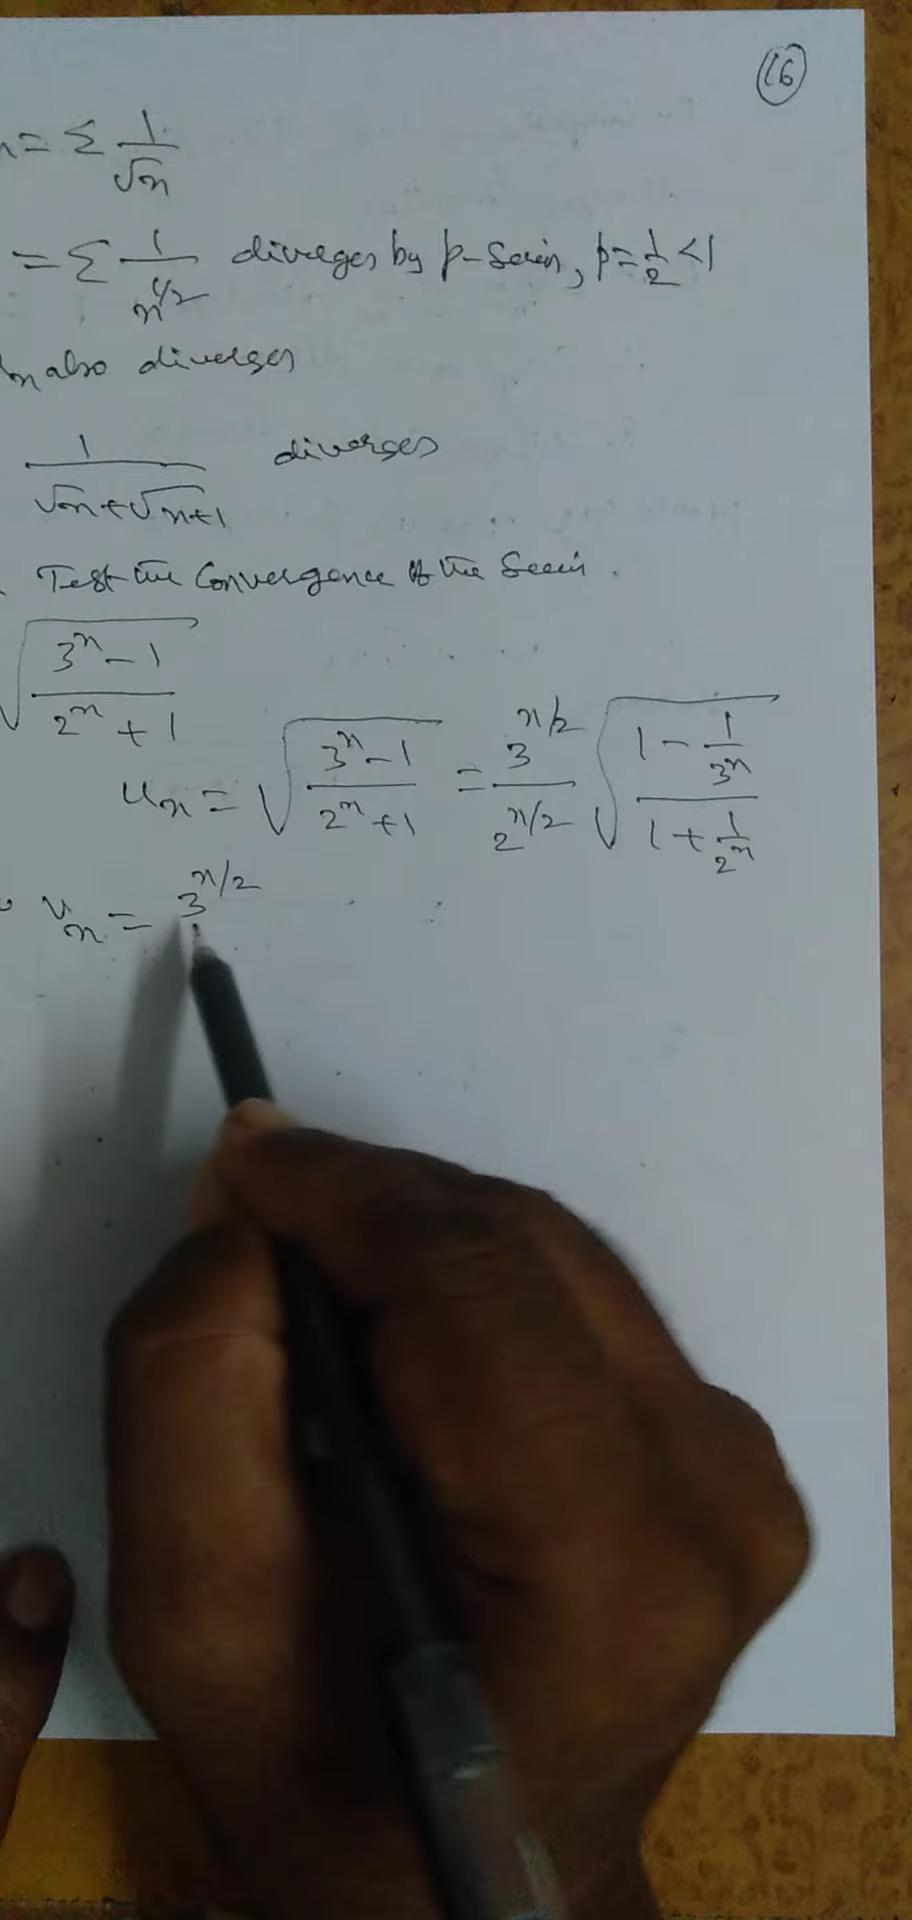 16
n = Σ 1/√n
= Σ 1/n^{1/2} diverges by p-Series, p = 1/2 < 1
n also diverges
1/(√n+√n+1) diverges
Test the Convergence of the Series.
√((3^n - 1)/(2^n + 1))
u_n = √((3^n - 1)/(2^n + 1)) = 3^{n/2}/2^{n/2} √((1 - 1/3^n)/(1 + 1/2^n))
v_n = 3^{n/2}